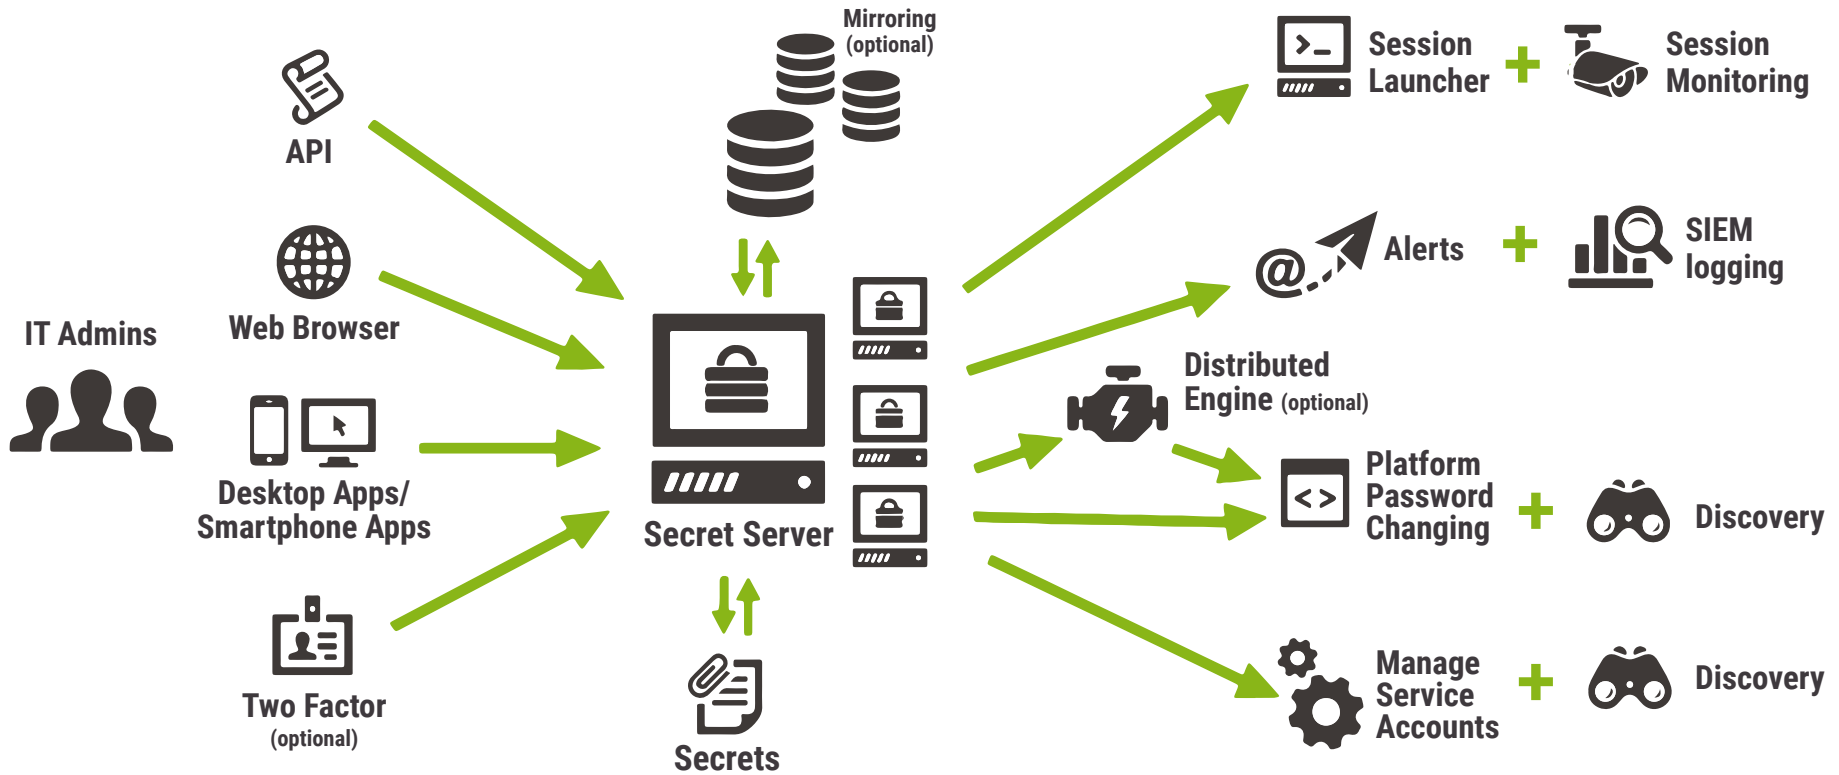 Mirroring
(optional)
API
Web Browser
IT Admins
Desktop Apps/
Smartphone Apps
Two Factor
(optional)
Secret Server
Secrets
>_
Session
Launcher
+
Session
Monitoring
@
Alerts
+
SIEM
logging
Distributed
Engine (optional)
< >
Platform
Password
Changing
+
Discovery
Manage
Service
Accounts
+
Discovery